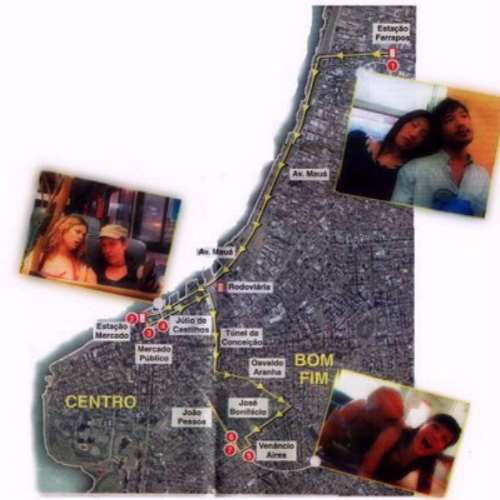 Estação
Farrapos
1
Av. Mauá
Av. Mauá
Rodoviária
2
3
4
Estação
Mercado
Júlio de
Castilhos
Mercado
Público
Túnel da
Conceição
Osvaldo
Aranha
BOM
FIM
CENTRO
João
Pessoa
José
Bonifácio
6
7
5
Venâncio
Aires